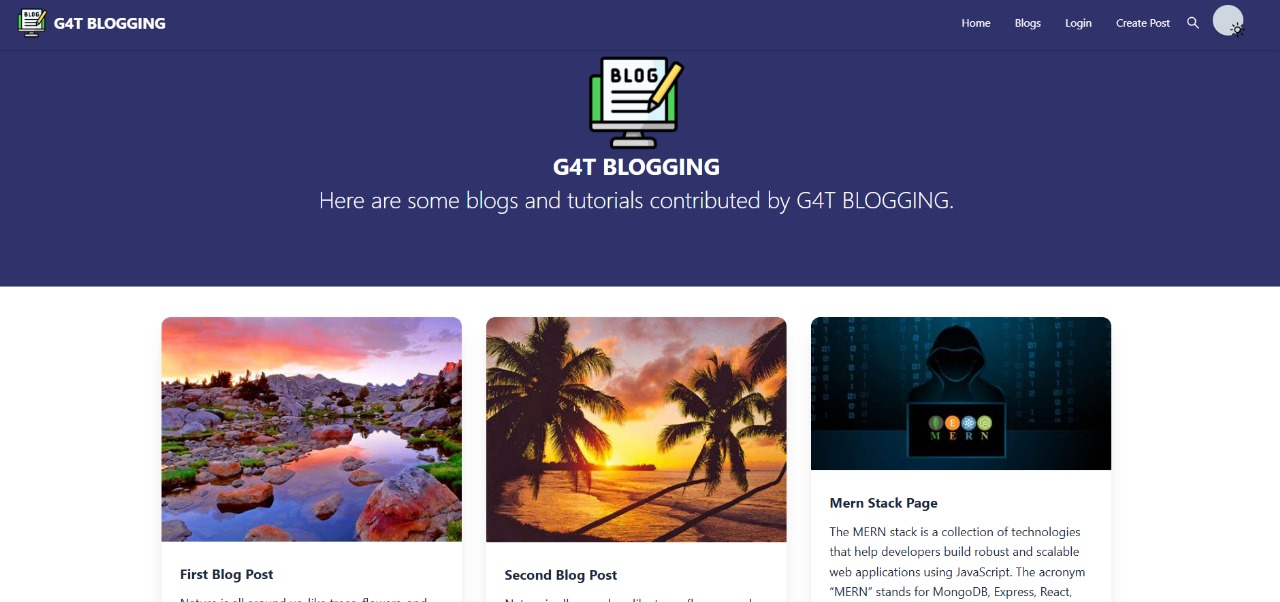 BLOG
G4T BLOGGING
Home
Blogs
Login
Create Post
BLOG
G4T BLOGGING
Here are some blogs and tutorials contributed by G4T BLOGGING.
MERN
First Blog Post
Second Blog Post
Mern Stack Page
The MERN stack is a collection of technologies
that help developers build robust and scalable
web applications using JavaScript. The acronym
“MERN” stands for MongoDB, Express, React,